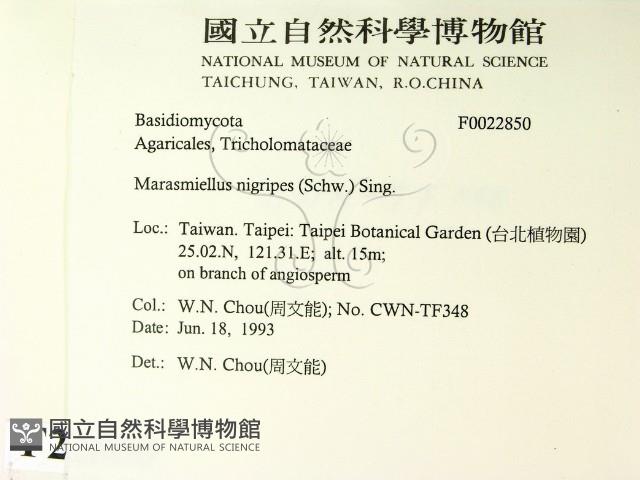 國立自然科學博物館
NATIONAL MUSEUM OF NATURAL SCIENCE
TAICHUNG, TAIWAN, R.O.CHINA
Basidiomycota F0022850
Agaricales, Tricholomataceae
Marasmiellus nigripes (Schw.) Sing.
Loc.: Taiwan. Taipei: Taipei Botanical Garden (台北植物園)
25.02.N, 121.31.E; alt. 15m;
on branch of angiosperm
Col.: W.N. Chou(周文能); No. CWN-TF348
Date: Jun. 18, 1993
Det.: W.N. Chou(周文能)
國立自然科學博物館
NATIONAL MUSEUM OF NATURAL SCIENCE